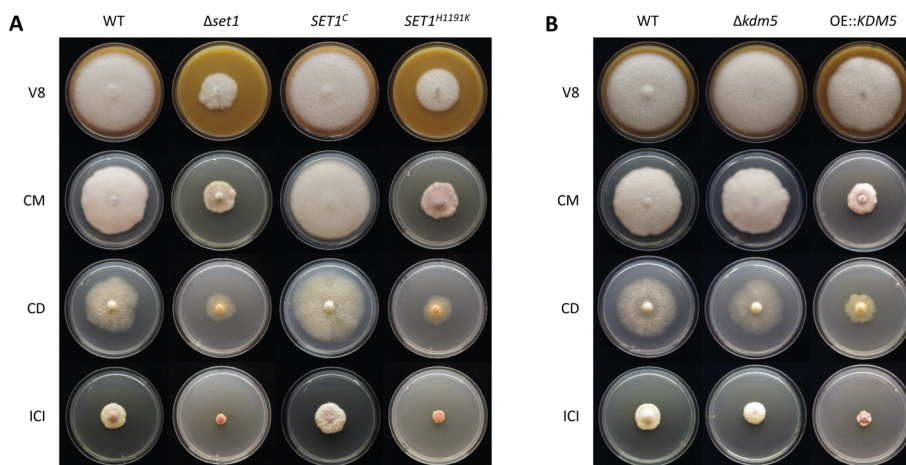 A WT Δset1 SET1ᶜ SET1ᴴ¹¹⁹¹ᴷ
V8
CM
CD
ICI
B WT Δkdm5 OE::KDM5
V8
CM
CD
ICI